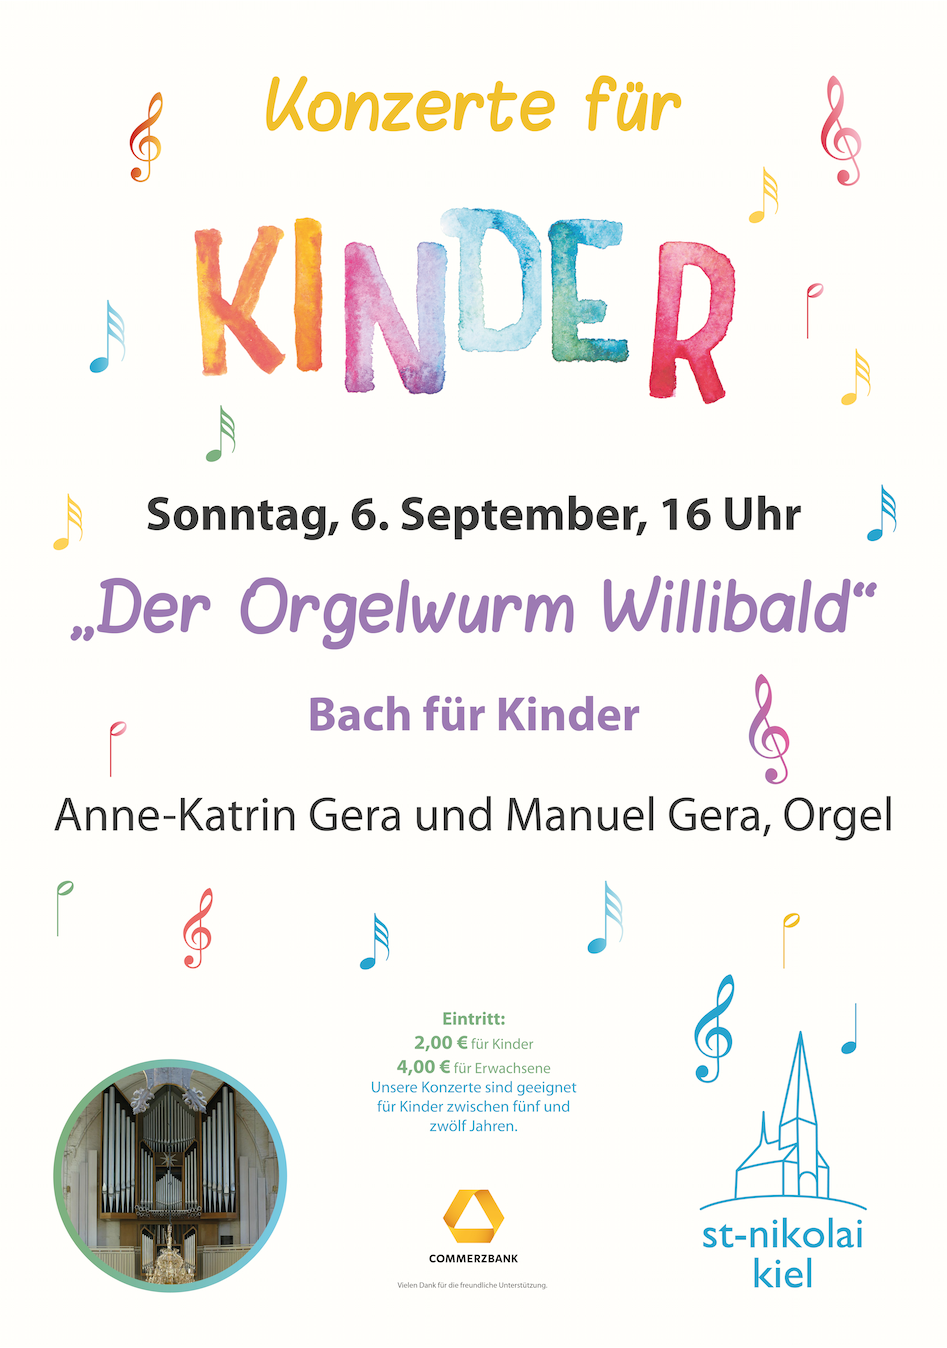 Konzerte für
KINDER
Sonntag, 6. September, 16 Uhr
„Der Orgelwurm Willibald“
Bach für Kinder
Anne-Katrin Gera und Manuel Gera, Orgel
Eintritt:
2,00 € für Kinder
4,00 € für Erwachsene
Unsere Konzerte sind geeignet
für Kinder zwischen fünf und
zwölf Jahren.
COMMERZBANK
Vielen Dank für die freundliche Unterstützung.
st-nikolai
kiel